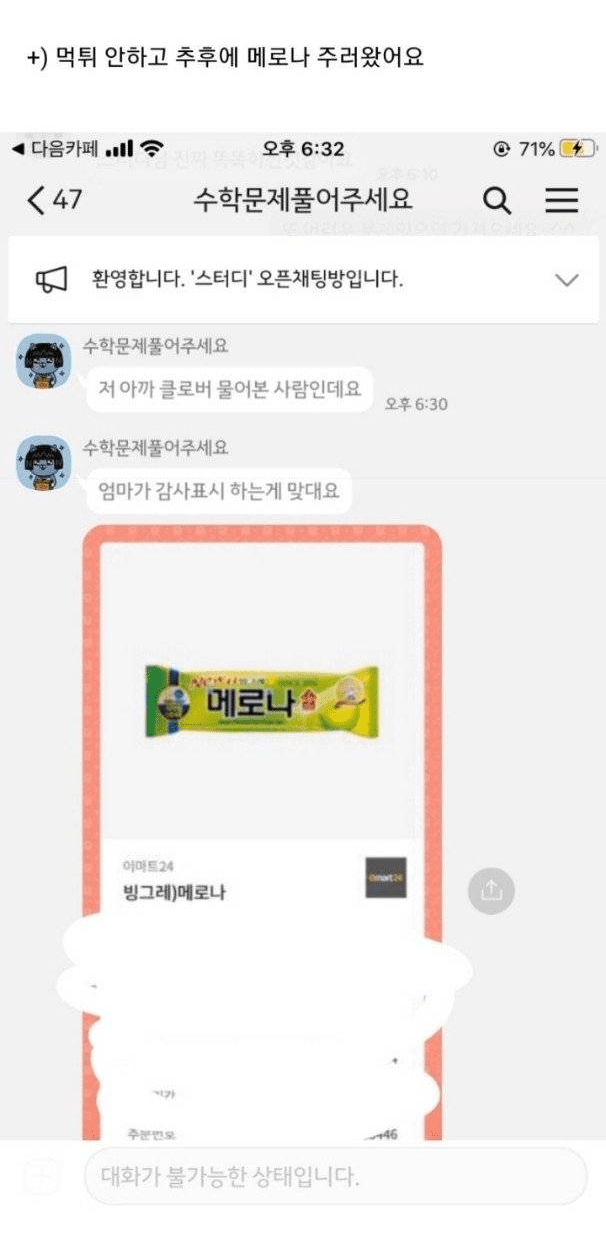 +) 먹튀 안하고 추후에 메로나 주러왔어요
다음카페 오후 6:32 71%
47 수학문제풀어주세요
환영합니다. '스터디' 오픈채팅방입니다.
수학문제풀어주세요
저 아까 클로버 물어본 사람인데요
오후 6:30
수학문제풀어주세요
엄마가 감사표시 하는게 맞대요
메로나
이마트24
빙그레)메로나
emart24
주문번호
대화가 불가능한 상태입니다.